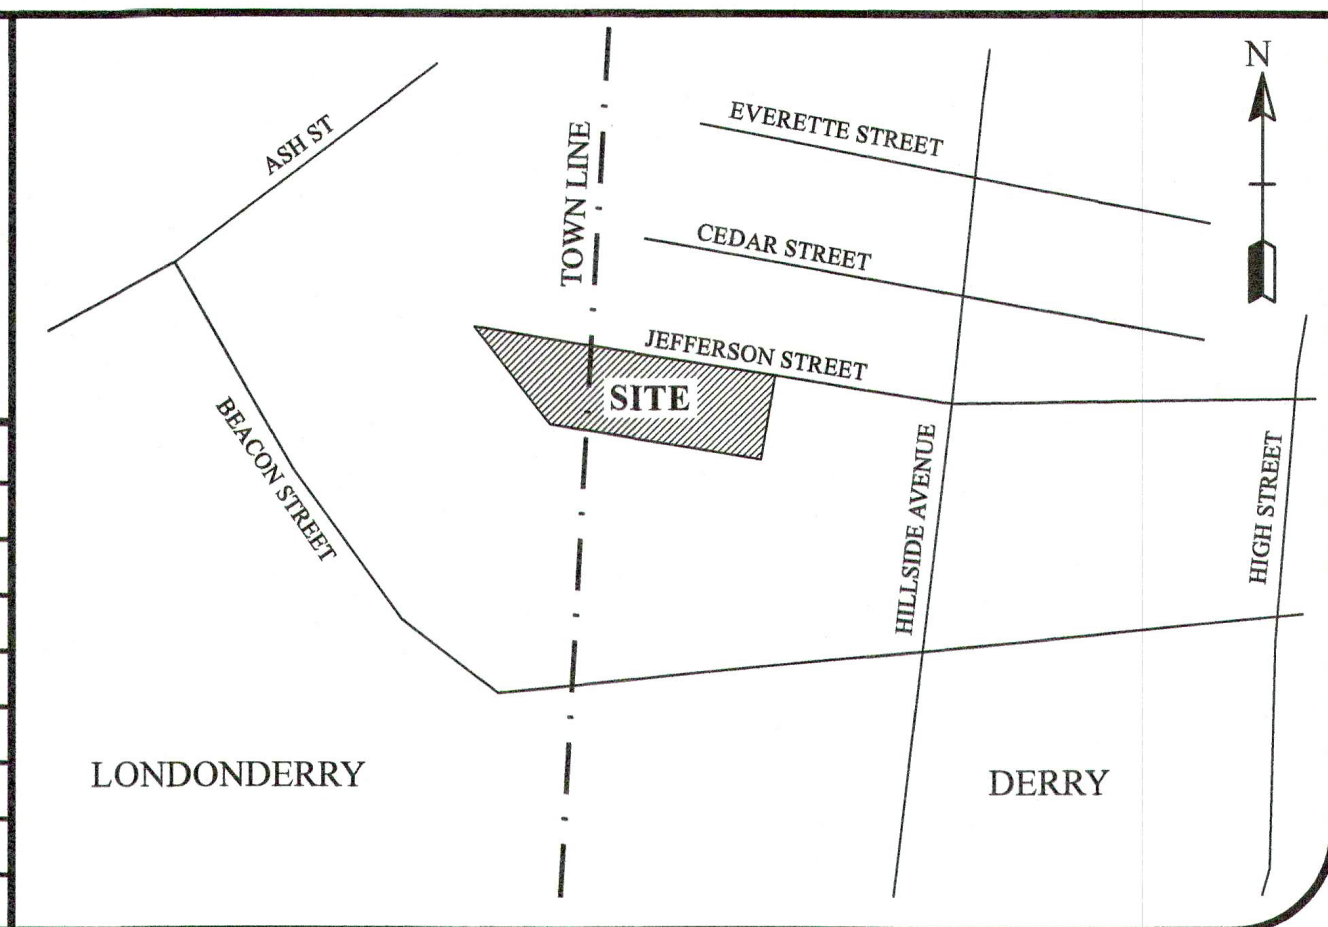 N
ASH ST
EVERETTE STREET
TOWN LINE
CEDAR STREET
JEFFERSON STREET
SITE
BEACON STREET
HILLSIDE AVENUE
HIGH STREET
LONDONDERRY
DERRY